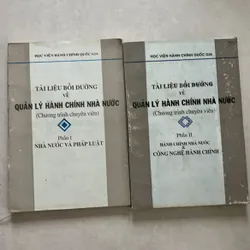 HỌC VIỆN HÀNH CHÍNH QUỐC GIA
TÀI LIỆU BỒI DƯỠNG
về
QUẢN LÝ HÀNH CHÍNH NHÀ NƯỚC
(Chương trình chuyên viên)
Phần I
NHÀ NƯỚC VÀ PHÁP LUẬT
HỌC VIỆN HÀNH CHÍNH QUỐC GIA
TÀI LIỆU BỒI DƯỠNG
về
QUẢN LÝ HÀNH CHÍNH NHÀ NƯỚC
(Chương trình chuyên viên)
Phần II
HÀNH CHÍNH NHÀ NƯỚC
&
CÔNG NGHỆ HÀNH CHÍNH